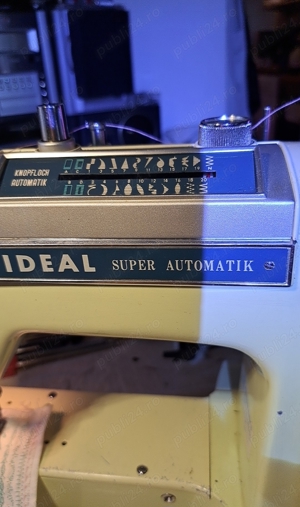 KNOPFLOCH
AUTOMATIK
IDEAL SUPER AUTOMATIK